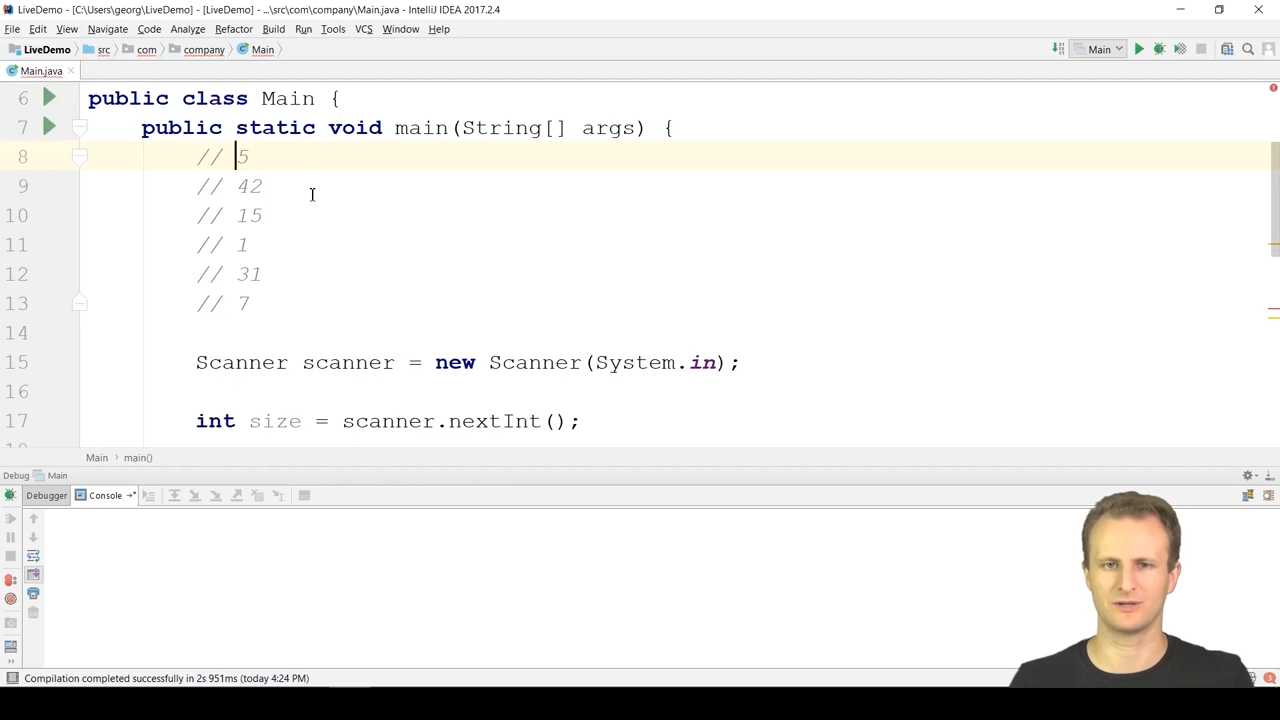 LiveDemo - [C:\Users\georg\LiveDemo] - [LiveDemo] - ...\src\com\company\Main.java - IntelliJ IDEA 2017.2.4
File Edit View Navigate Code Analyze Refactor Build Run Tools VCS Window Help
LiveDemo src com company Main Main
Main.java
6 public class Main {
7 public static void main(String[] args) {
8 // 5
9 // 42
10 // 15
11 // 1
12 // 31
13 // 7
14
15 Scanner scanner = new Scanner(System.in);
16
17 int size = scanner.nextInt();
Main main()
Debug Main
Debugger Console
Compilation completed successfully in 2s 951ms (today 4:24 PM)
3